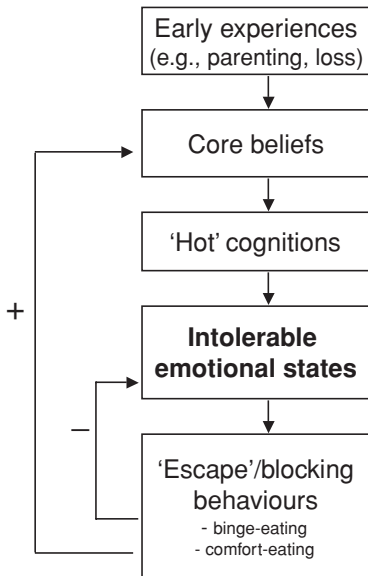 Early experiences
(e.g., parenting, loss)
Core beliefs
‘Hot’ cognitions
+
Intolerable
emotional states
–
‘Escape’/blocking
behaviours
- binge-eating
- comfort-eating